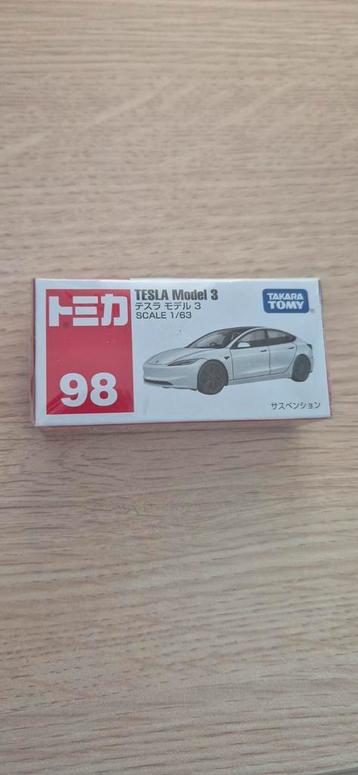 トミカ
98
TESLA Model 3
テスラ モデル 3
SCALE 1/63
TAKARA
TOMY
サスペンション